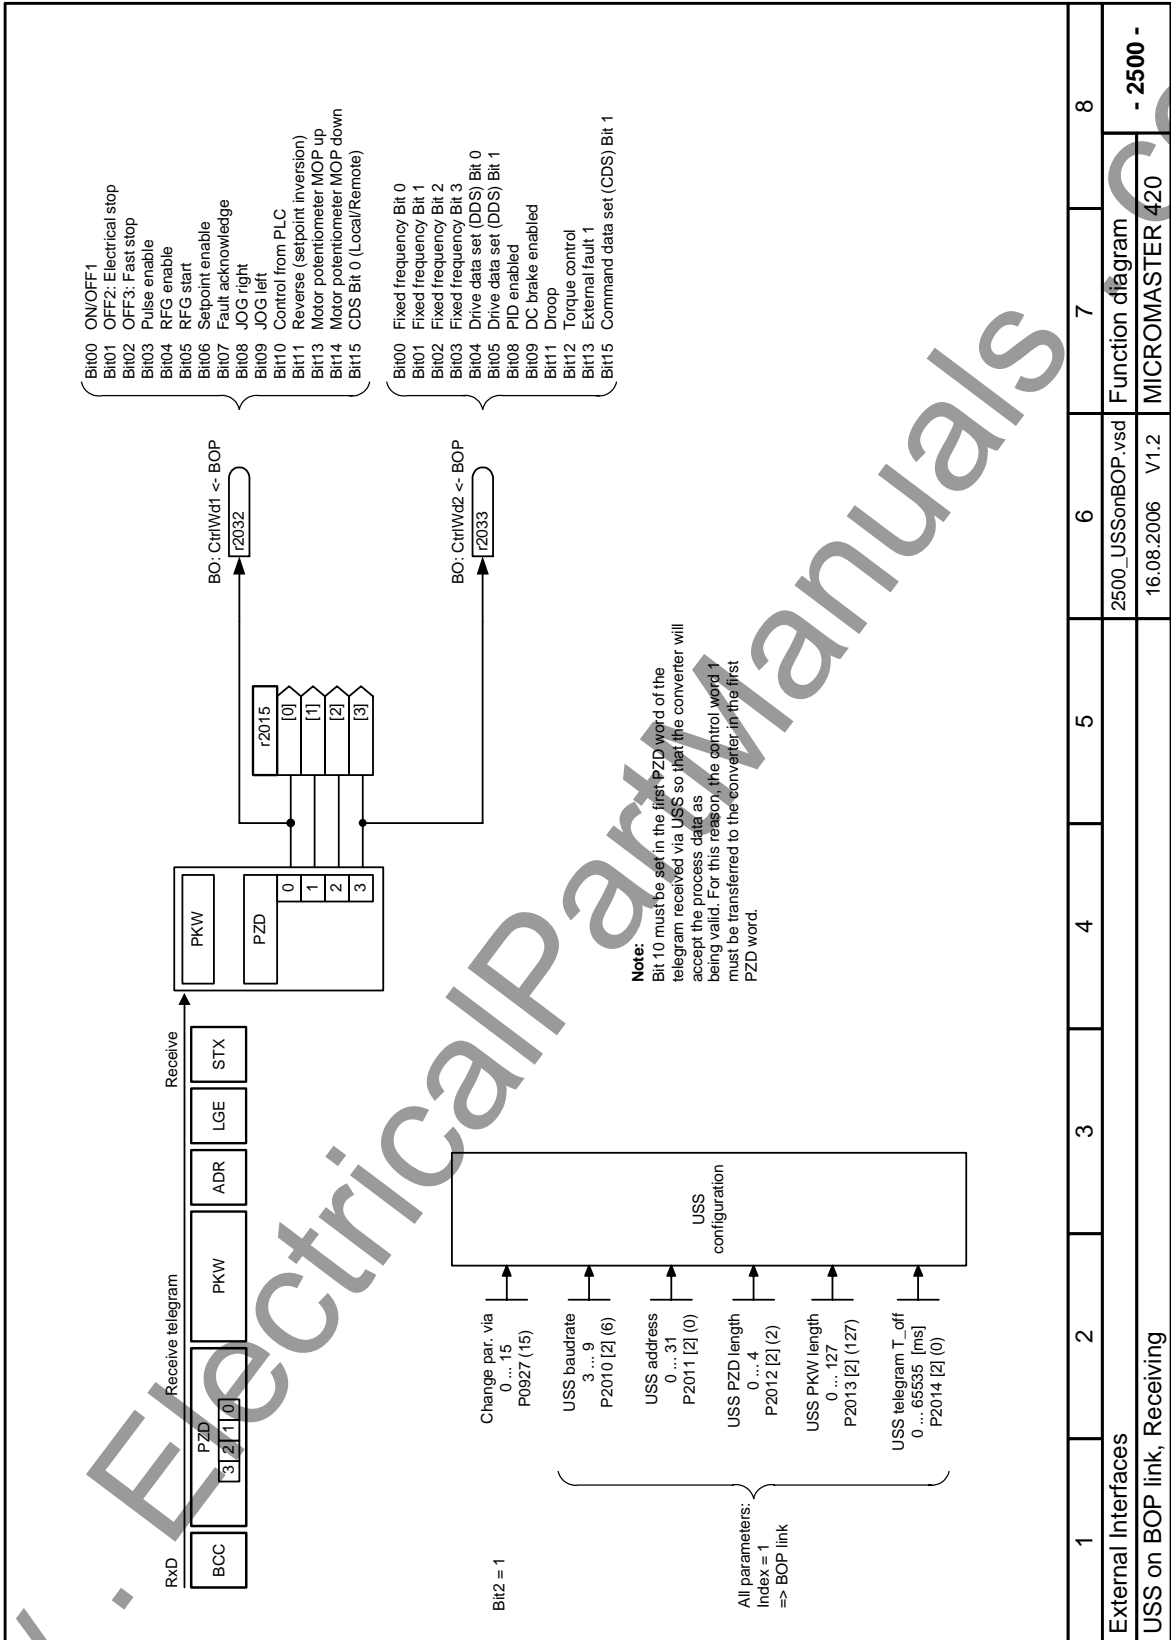 RxD
Receive telegram
Receive
BCC
PZD
3 2 1 0
PKW
ADR
LGE
STX
PKW
PZD
0
1
2
3
r2015
[0]
[1]
[2]
[3]
BO: CtrlWd1 <- BOP
r2032
BO: CtrlWd2 <- BOP
r2033
Bit00 ON/OFF1
Bit01 OFF2: Electrical stop
Bit02 OFF3: Fast stop
Bit03 Pulse enable
Bit04 RFG enable
Bit05 RFG start
Bit06 Setpoint enable
Bit07 Fault acknowledge
Bit08 JOG right
Bit09 JOG left
Bit10 Control from PLC
Bit11 Reverse (setpoint inversion)
Bit13 Motor potentiometer MOP up
Bit14 Motor potentiometer MOP down
Bit15 CDS Bit 0 (Local/Remote)
Bit00 Fixed frequency Bit 0
Bit01 Fixed frequency Bit 1
Bit02 Fixed frequency Bit 2
Bit03 Fixed frequency Bit 3
Bit04 Drive data set (DDS) Bit 0
Bit05 Drive data set (DDS) Bit 1
Bit08 PID enabled
Bit09 DC brake enabled
Bit11 Droop
Bit12 Torque control
Bit13 External fault 1
Bit15 Command data set (CDS) Bit 1
Bit2 = 1
Change par. via
0 ... 15
P0927 (15)
USS baudrate
3 ... 9
P2010 [2] (6)
USS address
0 ... 31
P2011 [2] (0)
USS PZD length
0 ... 4
P2012 [2] (2)
USS PKW length
0 ... 127
P2013 [2] (127)
USS telegram T_off
0 ... 65535 [ms]
P2014 [2] (0)
All parameters:
Index = 1
=> BOP link
USS
configuration
Note:
Bit 10 must be set in the first PZD word of the
telegram received via USS so that the converter will
accept the process data as
being valid. For this reason, the control word 1
must be transferred to the converter in the first
PZD word.
1 2 3 4 5 6 7 8
External Interfaces
2500_USSonBOP.vsd
Function diagram
- 2500 -
USS on BOP link, Receiving
16.08.2006 V1.2
MICROMASTER 420
. ElectricalPartManuals .